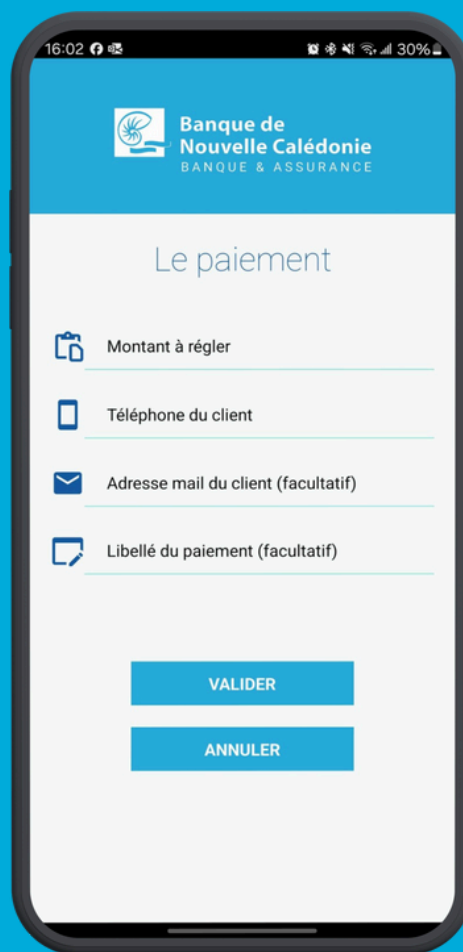 16:02
30%
Banque de
Nouvelle Calédonie
BANQUE & ASSURANCE
Le paiement
Montant à régler
Téléphone du client
Adresse mail du client (facultatif)
Libellé du paiement (facultatif)
VALIDER
ANNULER